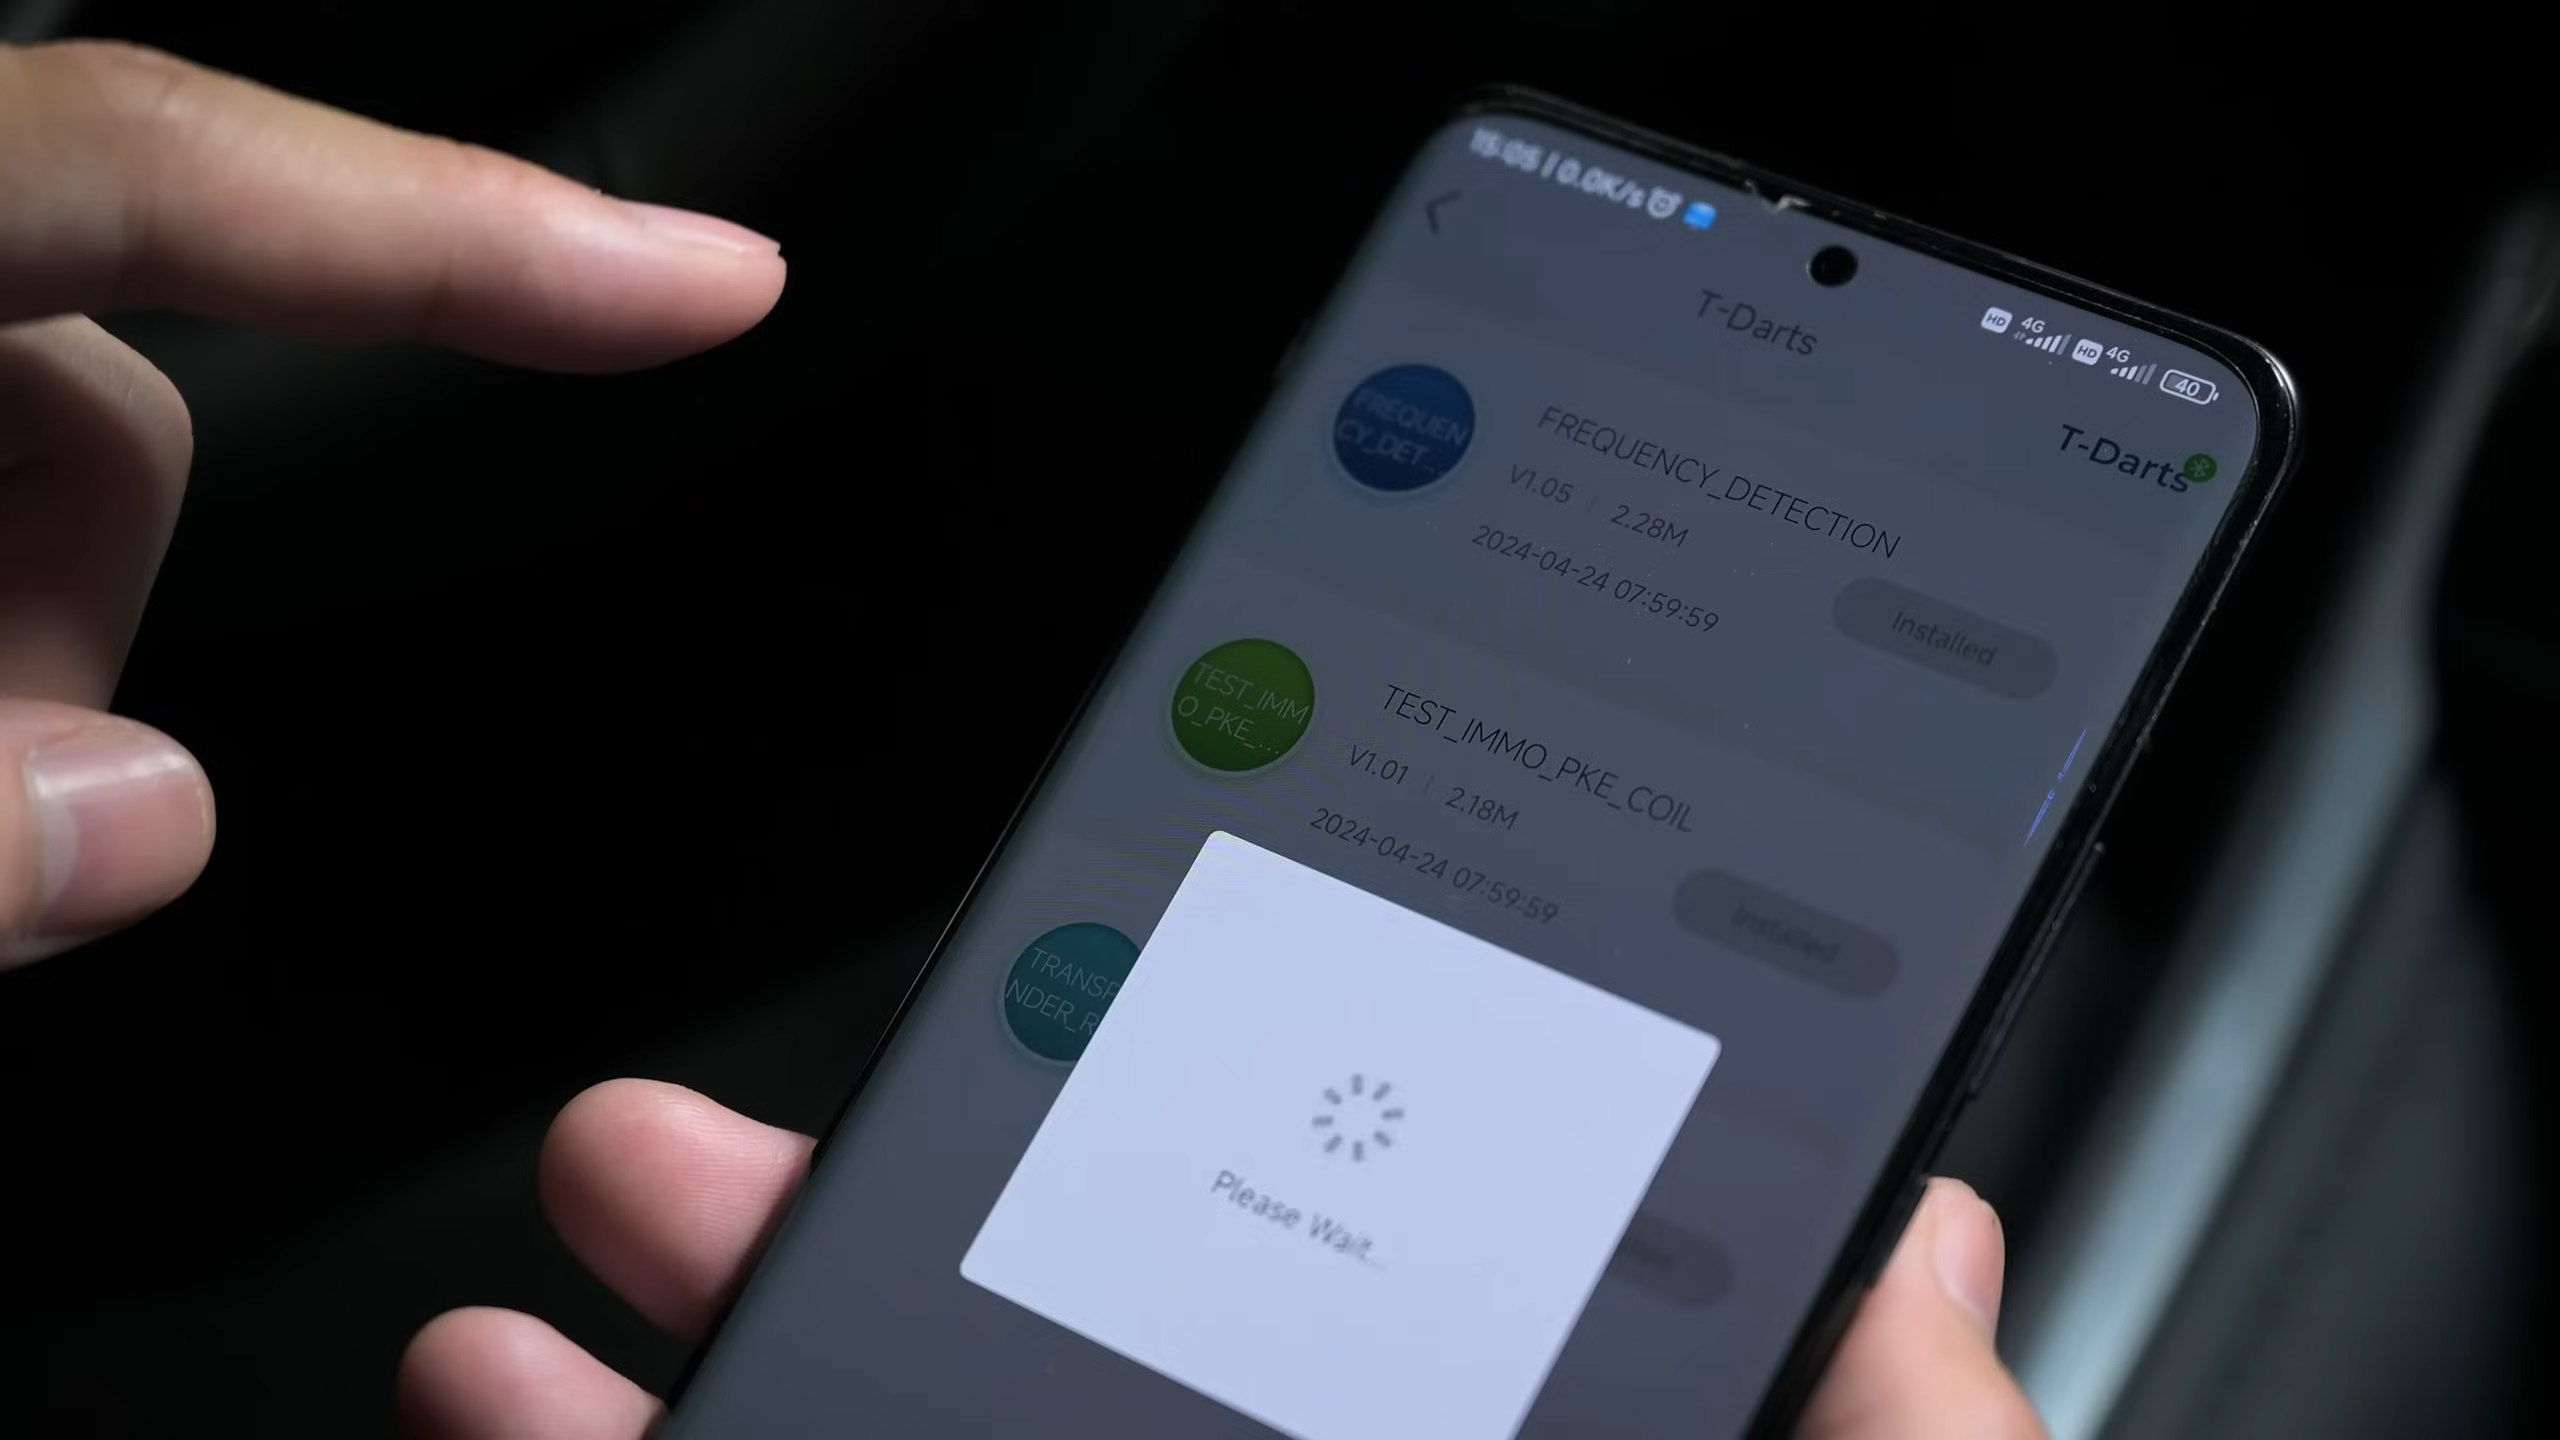 15:05 | 0.0K/s
HD 4G HD 4G 40
T-Darts
T-Darts
FREQUEN
CY_DET...
FREQUENCY_DETECTION
V1.05 | 2.28M
2024-04-24 07:59:59
Installed
TEST_IMM
O_PKE_...
TEST_IMMO_PKE_COIL
V1.01 | 2.18M
2024-04-24 07:59:59
Installed
TRANSP
NDER_R
Please Wait...